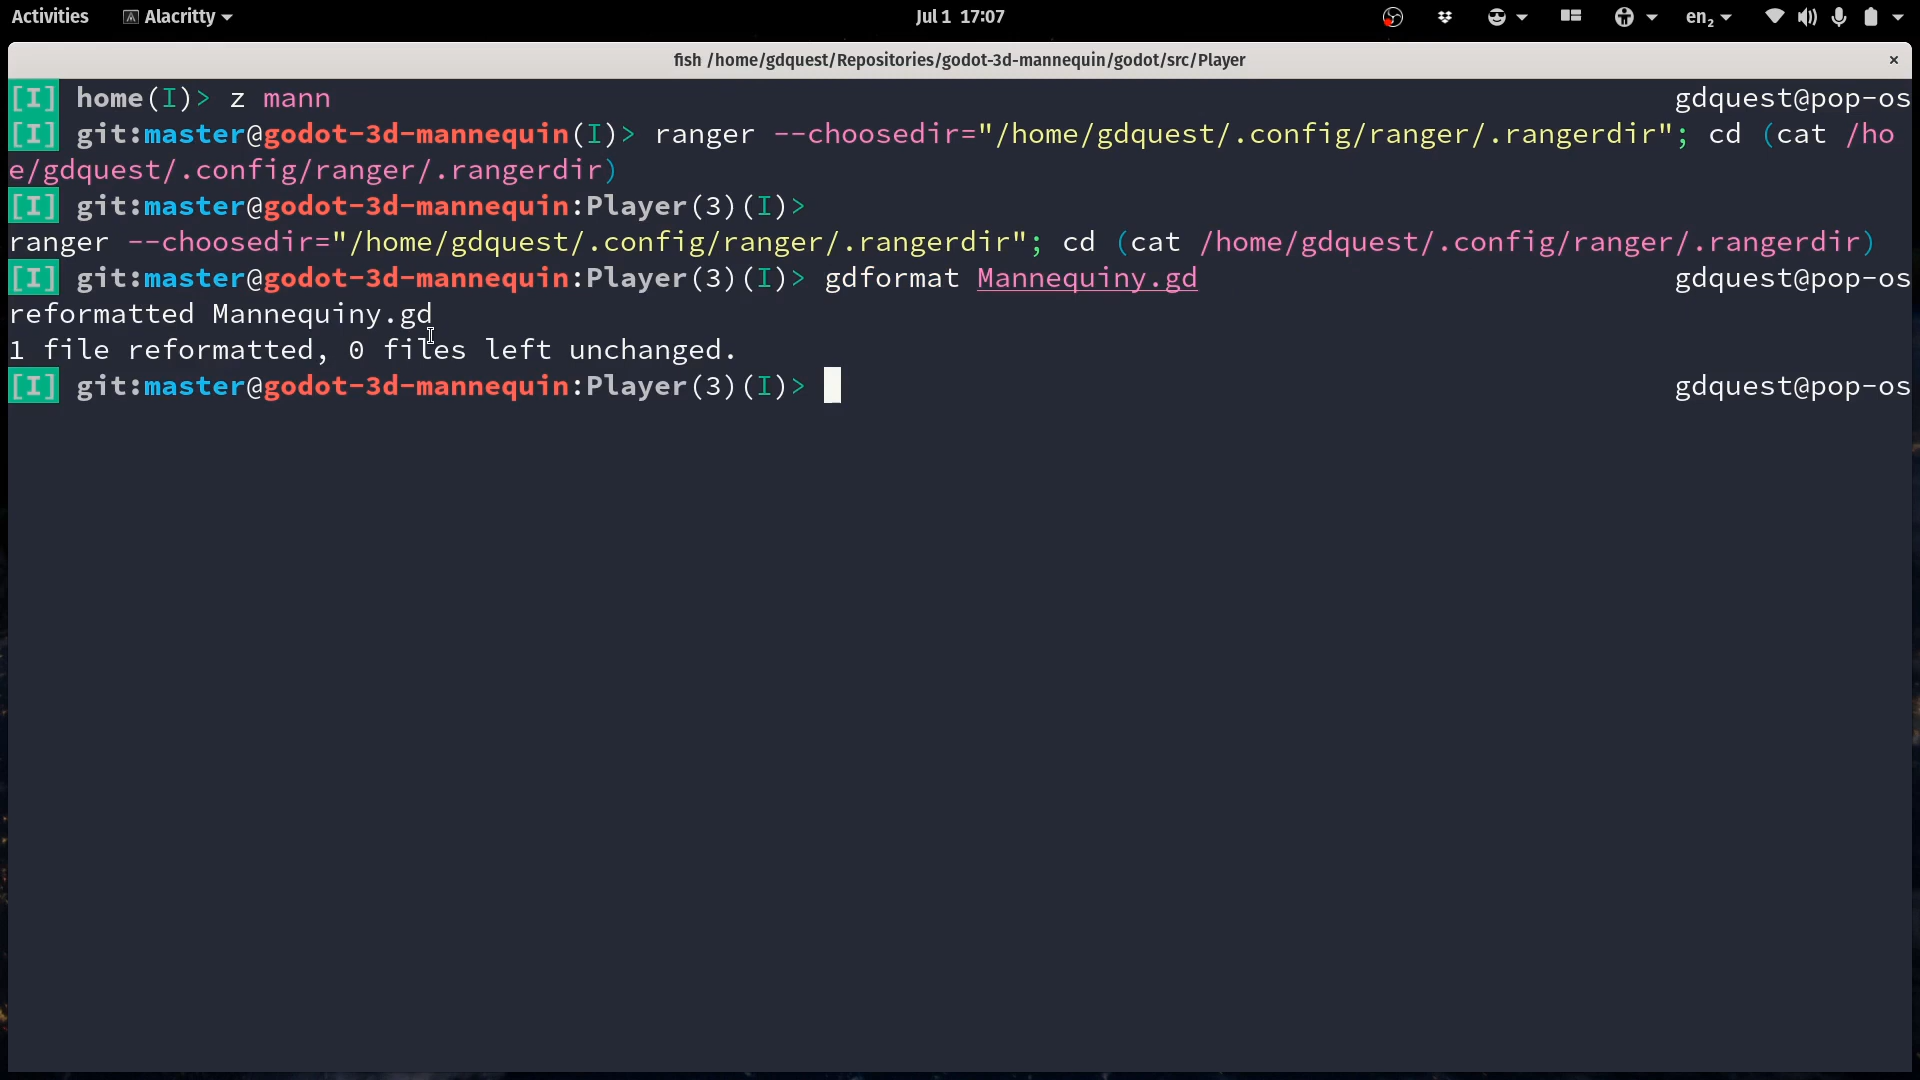 Activities Alacritty Jul 1 17:07 en₂
fish /home/gdquest/Repositories/godot-3d-mannequin/godot/src/Player ×
[I] home(I)> z mann gdquest@pop-os
[I] git:master@godot-3d-mannequin(I)> ranger --choosedir="/home/gdquest/.config/ranger/.rangerdir"; cd (cat /ho
e/gdquest/.config/ranger/.rangerdir)
[I] git:master@godot-3d-mannequin:Player(3)(I)>
ranger --choosedir="/home/gdquest/.config/ranger/.rangerdir"; cd (cat /home/gdquest/.config/ranger/.rangerdir)
[I] git:master@godot-3d-mannequin:Player(3)(I)> gdformat Mannequiny.gd gdquest@pop-os
reformatted Mannequiny.gd
1 file reformatted, 0 files left unchanged.
[I] git:master@godot-3d-mannequin:Player(3)(I)> gdquest@pop-os